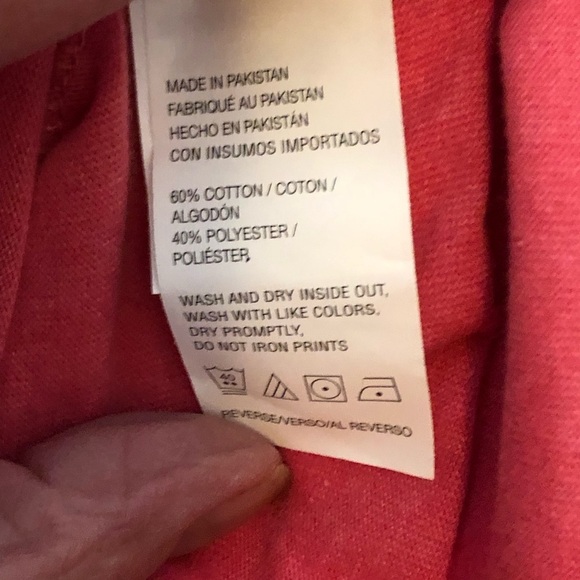 MADE IN PAKISTAN
FABRIQUÉ AU PAKISTAN
HECHO EN PAKISTÁN
CON INSUMOS IMPORTADOS
60% COTTON / COTON /
ALGODÓN
40% POLYESTER /
POLIÉSTER
WASH AND DRY INSIDE OUT,
WASH WITH LIKE COLORS.
DRY PROMPTLY,
DO NOT IRON PRINTS
40
REVERSE/VERSO/AL REVERSO